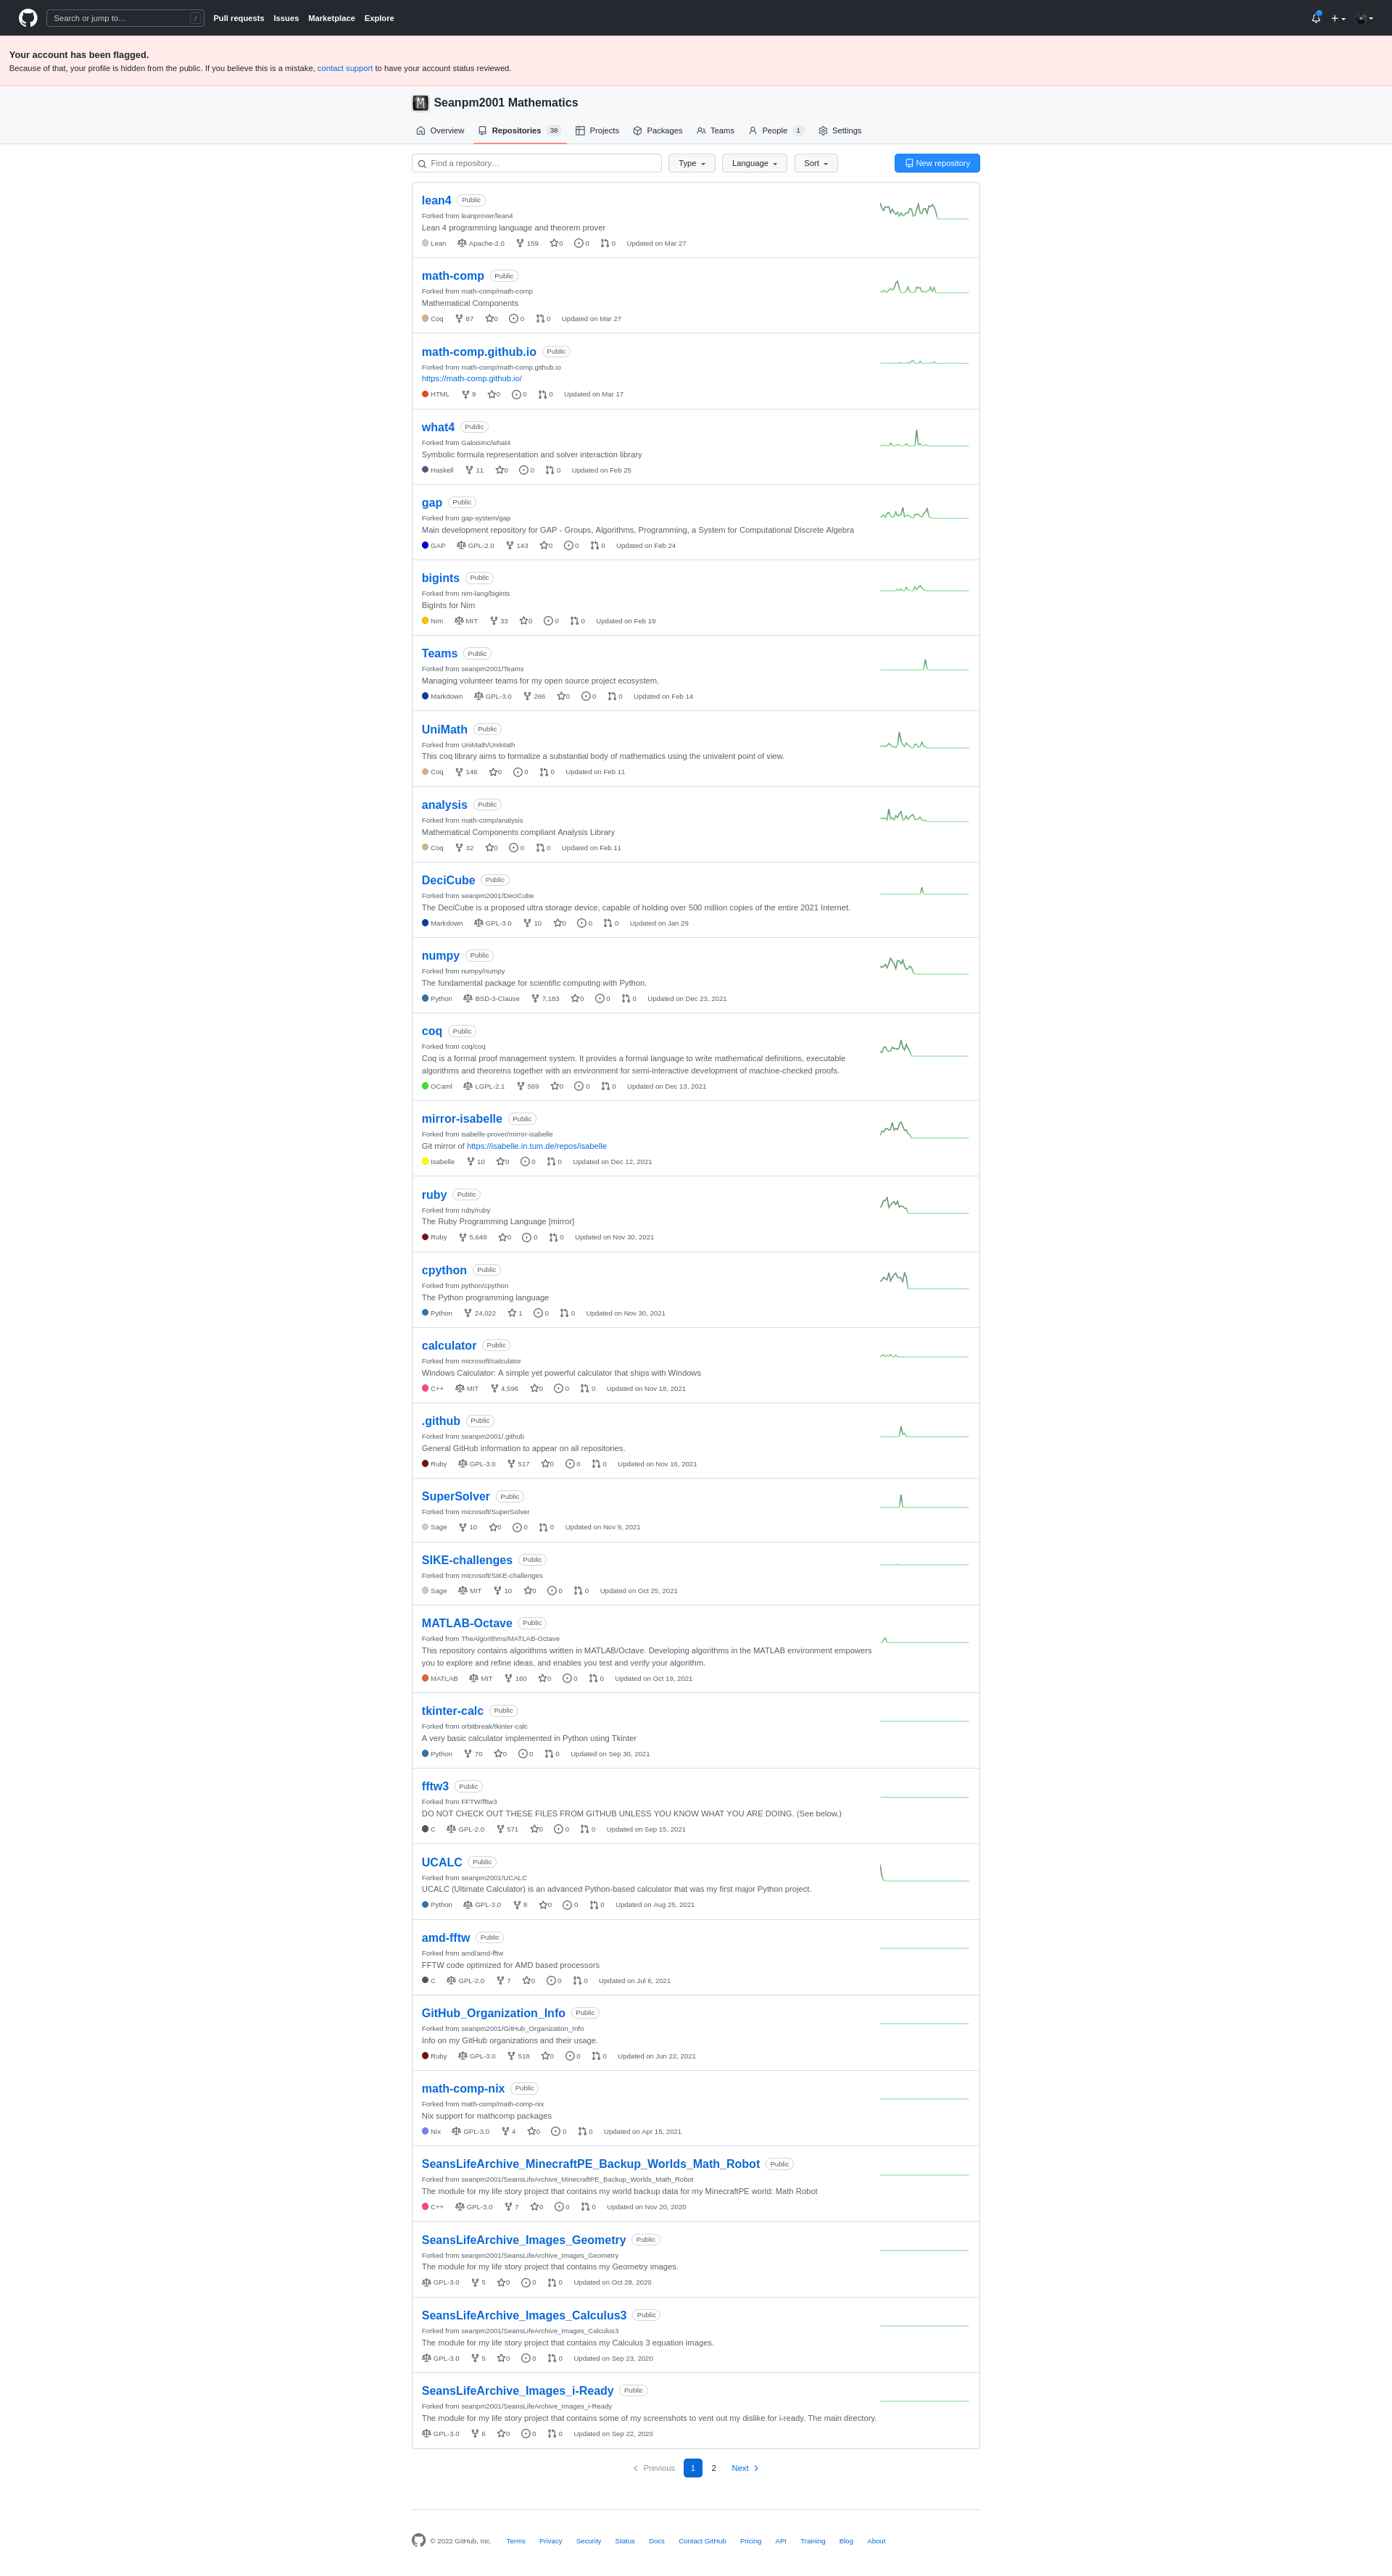 Search or jump to… /
Pull requests Issues Marketplace Explore
Your account has been flagged.
Because of that, your profile is hidden from the public. If you believe this is a mistake, contact support to have your account status reviewed.
Seanpm2001 Mathematics
Overview Repositories 38 Projects Packages Teams People 1 Settings
Find a repository… Type Language Sort New repository
lean4 Public
Forked from leanprover/lean4
Lean 4 programming language and theorem prover
Lean Apache-2.0 159 0 0 0 Updated on Mar 27
math-comp Public
Forked from math-comp/math-comp
Mathematical Components
Coq 87 0 0 0 Updated on Mar 27
math-comp.github.io Public
Forked from math-comp/math-comp.github.io
https://math-comp.github.io/
HTML 9 0 0 0 Updated on Mar 17
what4 Public
Forked from GaloisInc/what4
Symbolic formula representation and solver interaction library
Haskell 11 0 0 0 Updated on Feb 25
gap Public
Forked from gap-system/gap
Main development repository for GAP - Groups, Algorithms, Programming, a System for Computational Discrete Algebra
GAP GPL-2.0 143 0 0 0 Updated on Feb 24
bigints Public
Forked from nim-lang/bigints
BigInts for Nim
Nim MIT 33 0 0 0 Updated on Feb 19
Teams Public
Forked from seanpm2001/Teams
Managing volunteer teams for my open source project ecosystem.
Markdown GPL-3.0 266 0 0 0 Updated on Feb 14
UniMath Public
Forked from UniMath/UniMath
This coq library aims to formalize a substantial body of mathematics using the univalent point of view.
Coq 146 0 0 0 Updated on Feb 11
analysis Public
Forked from math-comp/analysis
Mathematical Components compliant Analysis Library
Coq 32 0 0 0 Updated on Feb 11
DeciCube Public
Forked from seanpm2001/DeciCube
The DeciCube is a proposed ultra storage device, capable of holding over 500 million copies of the entire 2021 Internet.
Markdown GPL-3.0 10 0 0 0 Updated on Jan 29
numpy Public
Forked from numpy/numpy
The fundamental package for scientific computing with Python.
Python BSD-3-Clause 7,183 0 0 0 Updated on Dec 23, 2021
coq Public
Forked from coq/coq
Coq is a formal proof management system. It provides a formal language to write mathematical definitions, executable
algorithms and theorems together with an environment for semi-interactive development of machine-checked proofs.
OCaml LGPL-2.1 569 0 0 0 Updated on Dec 13, 2021
mirror-isabelle Public
Forked from isabelle-prover/mirror-isabelle
Git mirror of https://isabelle.in.tum.de/repos/isabelle
Isabelle 10 0 0 0 Updated on Dec 12, 2021
ruby Public
Forked from ruby/ruby
The Ruby Programming Language [mirror]
Ruby 5,649 0 0 0 Updated on Nov 30, 2021
cpython Public
Forked from python/cpython
The Python programming language
Python 24,022 1 0 0 Updated on Nov 30, 2021
calculator Public
Forked from microsoft/calculator
Windows Calculator: A simple yet powerful calculator that ships with Windows
C++ MIT 4,596 0 0 0 Updated on Nov 18, 2021
.github Public
Forked from seanpm2001/.github
General GitHub information to appear on all repositories.
Ruby GPL-3.0 517 0 0 0 Updated on Nov 16, 2021
SuperSolver Public
Forked from microsoft/SuperSolver
Sage 10 0 0 0 Updated on Nov 9, 2021
SIKE-challenges Public
Forked from microsoft/SIKE-challenges
Sage MIT 10 0 0 0 Updated on Oct 25, 2021
MATLAB-Octave Public
Forked from TheAlgorithms/MATLAB-Octave
This repository contains algorithms written in MATLAB/Octave. Developing algorithms in the MATLAB environment empowers
you to explore and refine ideas, and enables you test and verify your algorithm.
MATLAB MIT 160 0 0 0 Updated on Oct 19, 2021
tkinter-calc Public
Forked from orbitbreak/tkinter-calc
A very basic calculator implemented in Python using Tkinter
Python 70 0 0 0 Updated on Sep 30, 2021
fftw3 Public
Forked from FFTW/fftw3
DO NOT CHECK OUT THESE FILES FROM GITHUB UNLESS YOU KNOW WHAT YOU ARE DOING. (See below.)
C GPL-2.0 571 0 0 0 Updated on Sep 15, 2021
UCALC Public
Forked from seanpm2001/UCALC
UCALC (Ultimate Calculator) is an advanced Python-based calculator that was my first major Python project.
Python GPL-3.0 8 0 0 0 Updated on Aug 25, 2021
amd-fftw Public
Forked from amd/amd-fftw
FFTW code optimized for AMD based processors
C GPL-2.0 7 0 0 0 Updated on Jul 6, 2021
GitHub_Organization_Info Public
Forked from seanpm2001/GitHub_Organization_Info
Info on my GitHub organizations and their usage.
Ruby GPL-3.0 518 0 0 0 Updated on Jun 22, 2021
math-comp-nix Public
Forked from math-comp/math-comp-nix
Nix support for mathcomp packages
Nix GPL-3.0 4 0 0 0 Updated on Apr 15, 2021
SeansLifeArchive_MinecraftPE_Backup_Worlds_Math_Robot Public
Forked from seanpm2001/SeansLifeArchive_MinecraftPE_Backup_Worlds_Math_Robot
The module for my life story project that contains my world backup data for my MinecraftPE world: Math Robot
C++ GPL-3.0 7 0 0 0 Updated on Nov 20, 2020
SeansLifeArchive_Images_Geometry Public
Forked from seanpm2001/SeansLifeArchive_Images_Geometry
The module for my life story project that contains my Geometry images.
GPL-3.0 5 0 0 0 Updated on Oct 28, 2020
SeansLifeArchive_Images_Calculus3 Public
Forked from seanpm2001/SeansLifeArchive_Images_Calculus3
The module for my life story project that contains my Calculus 3 equation images.
GPL-3.0 5 0 0 0 Updated on Sep 23, 2020
SeansLifeArchive_Images_i-Ready Public
Forked from seanpm2001/SeansLifeArchive_Images_i-Ready
The module for my life story project that contains some of my screenshots to vent out my dislike for i-ready. The main directory.
GPL-3.0 6 0 0 0 Updated on Sep 22, 2020
Previous 1 2 Next
© 2022 GitHub, Inc. Terms Privacy Security Status Docs Contact GitHub Pricing API Training Blog About